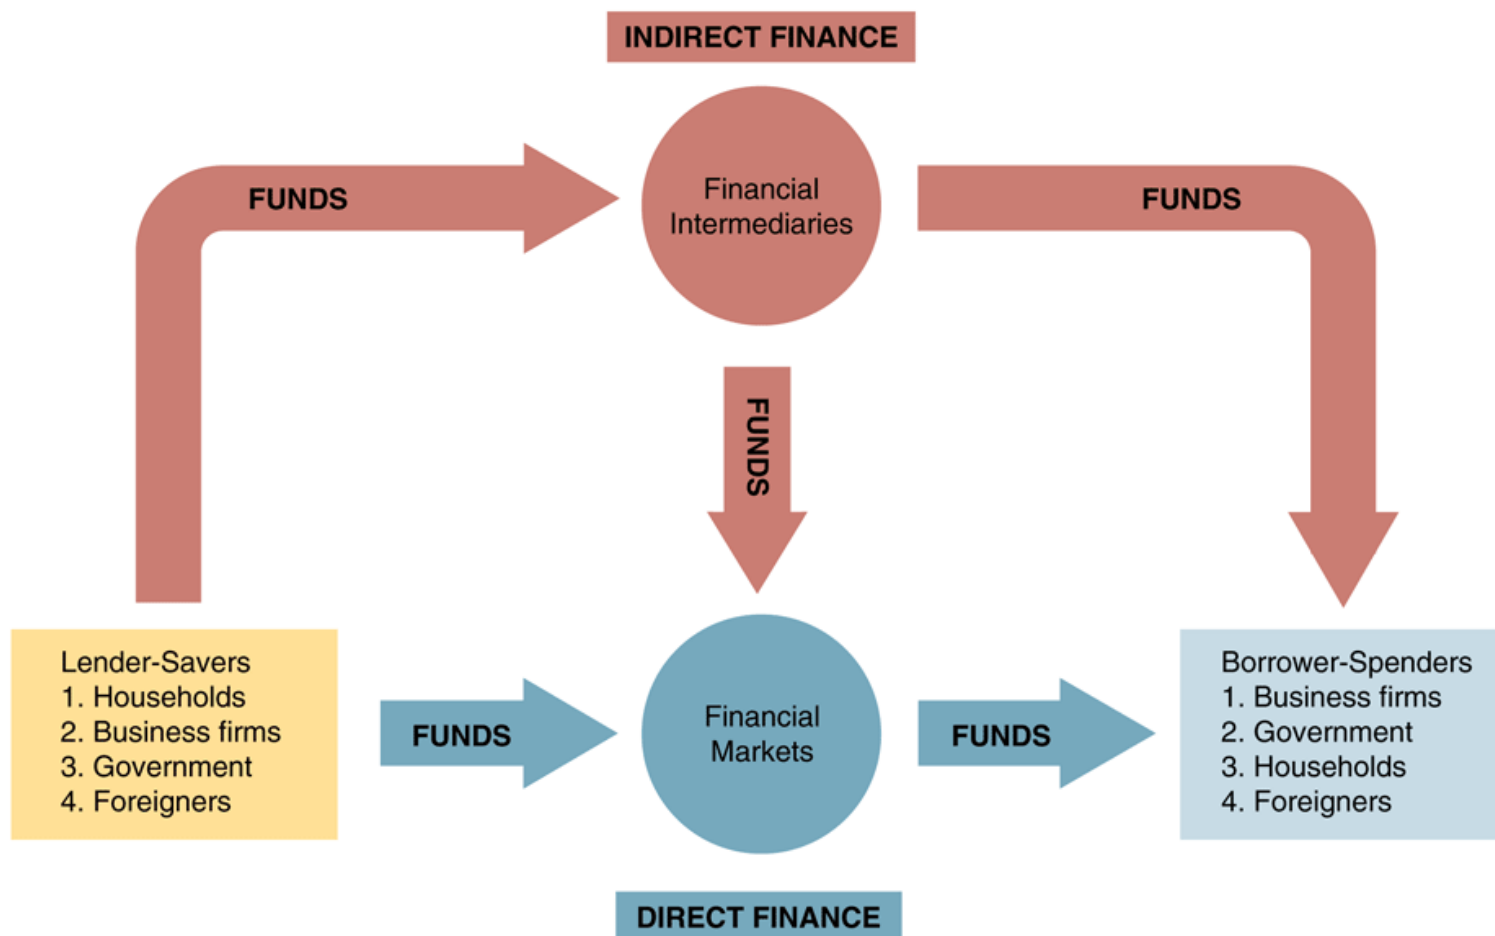 INDIRECT FINANCE
Financial
Intermediaries
FUNDS
FUNDS
FUNDS
Lender-Savers
1. Households
2. Business firms
3. Government
4. Foreigners
FUNDS
Financial
Markets
FUNDS
Borrower-Spenders
1. Business firms
2. Government
3. Households
4. Foreigners
DIRECT FINANCE